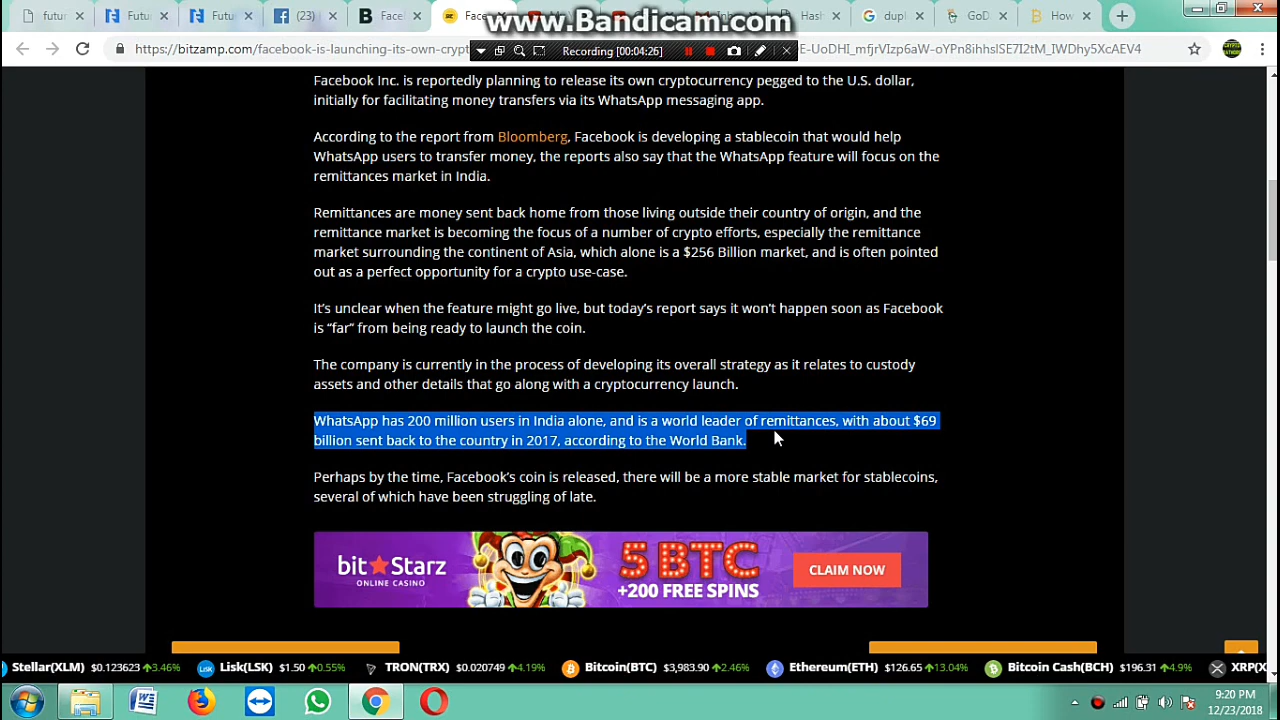 www.Bandicam.com
futur
Futur
Futur
(23)
Face
Face
Hash
dupl
GoD
How
https://bitzamp.com/facebook-is-launching-its-own-crypt
Recording [00:04:26]
E-UoDHI_mfjrVIzp6aW-oYPn8ihhslSE7I2tM_IWDhy5XcAEV4
Facebook Inc. is reportedly planning to release its own cryptocurrency pegged to the U.S. dollar,
initially for facilitating money transfers via its WhatsApp messaging app.
According to the report from Bloomberg, Facebook is developing a stablecoin that would help
WhatsApp users to transfer money, the reports also say that the WhatsApp feature will focus on the
remittances market in India.
Remittances are money sent back home from those living outside their country of origin, and the
remittance market is becoming the focus of a number of crypto efforts, especially the remittance
market surrounding the continent of Asia, which alone is a $256 Billion market, and is often pointed
out as a perfect opportunity for a crypto use-case.
It's unclear when the feature might go live, but today's report says it won't happen soon as Facebook
is “far” from being ready to launch the coin.
The company is currently in the process of developing its overall strategy as it relates to custody
assets and other details that go along with a cryptocurrency launch.
WhatsApp has 200 million users in India alone, and is a world leader of remittances, with about $69
billion sent back to the country in 2017, according to the World Bank.
Perhaps by the time, Facebook's coin is released, there will be a more stable market for stablecoins,
several of which have been struggling of late.
bitStarz
ONLINE CASINO
5 BTC
+200 FREE SPINS
CLAIM NOW
Stellar(XLM) $0.123623 ↑3.46% Lisk(LSK) $1.50 ↑0.55% TRON(TRX) $0.020749 ↑4.19% Bitcoin(BTC) $3,983.90 ↑2.46% Ethereum(ETH) $126.65 ↑13.04% Bitcoin Cash(BCH) $196.31 ↑4.9% XRP(X
9:20 PM
12/23/2018